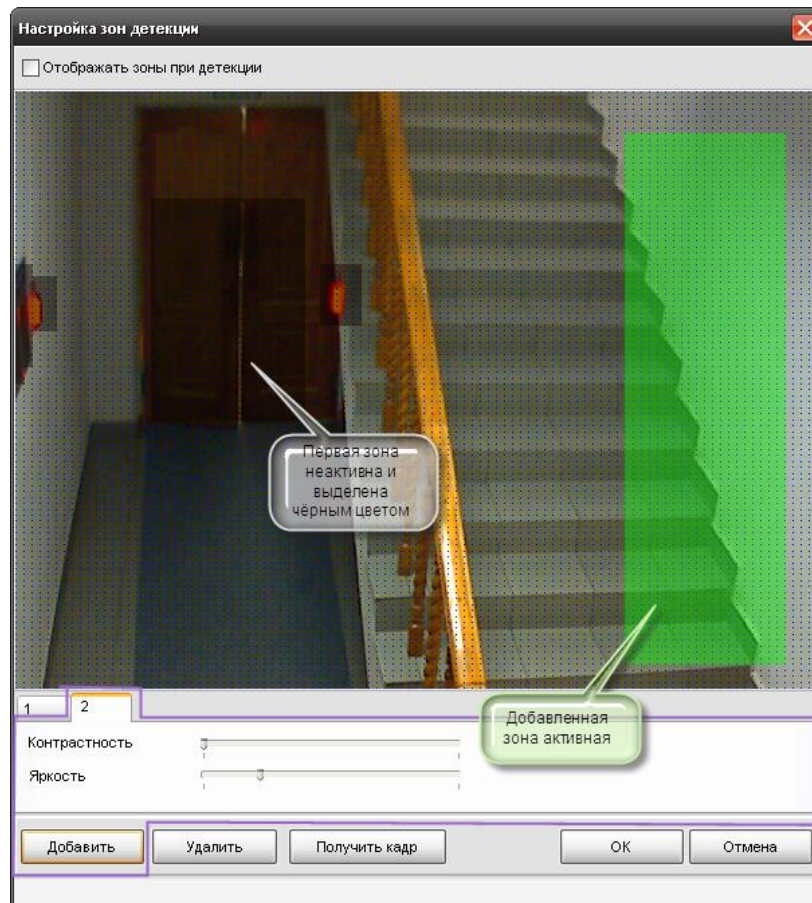 Настройка зон детекции
Отображать зоны при детекции
Первая зона
неактивна и
выделена
чёрным цветом
Добавленная
зона активная
1
2
Контрастность
Яркость
Добавить
Удалить
Получить кадр
OK
Отмена